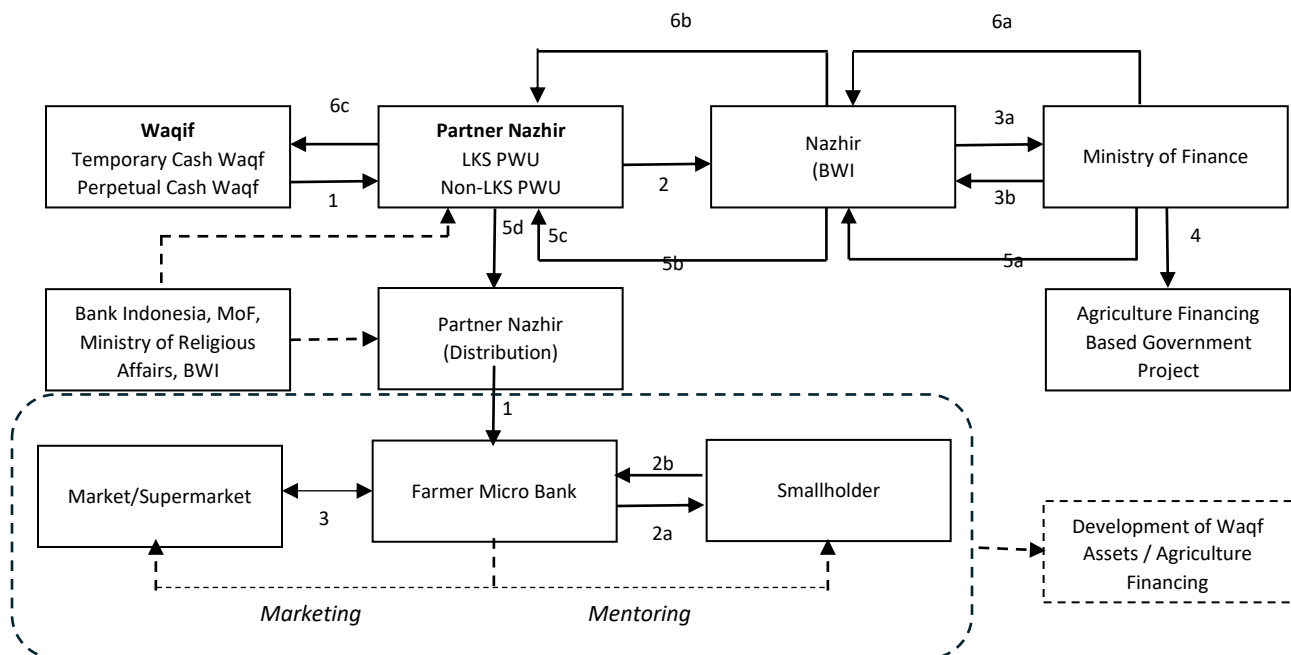 6b
6a
6c
Waqif
Temporary Cash Waqf
Perpetual Cash Waqf
1
Partner Nazhir
LKS PWU
Non-LKS PWU
2
Nazhir
(BWI
3a
3b
Ministry of Finance
5d
5c
5b
5a
4
Bank Indonesia, MoF,
Ministry of Religious
Affairs, BWI
Partner Nazhir
(Distribution)
Agriculture Financing
Based Government
Project
1
Market/Supermarket
3
Farmer Micro Bank
2b
2a
Smallholder
Development of Waqf
Assets / Agriculture
Financing
Marketing
Mentoring